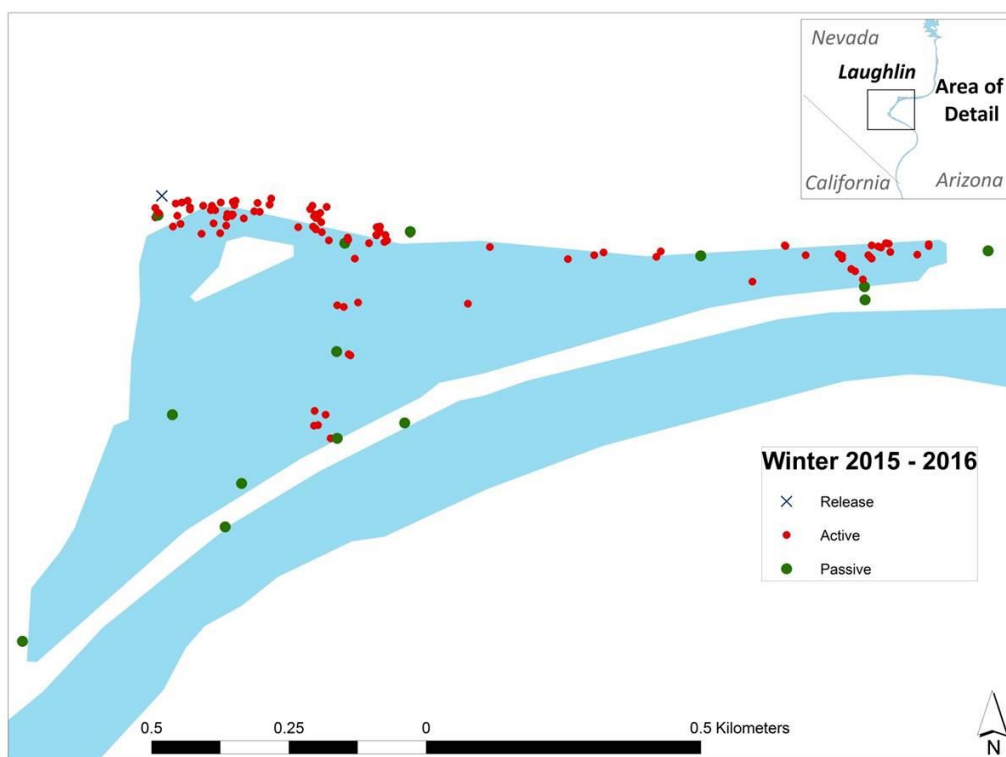 Nevada
Laughlin
Area of
Detail
California
Arizona
Winter 2015 - 2016
Release
Active
Passive
0.5
0.25
0
0.5 Kilometers
N